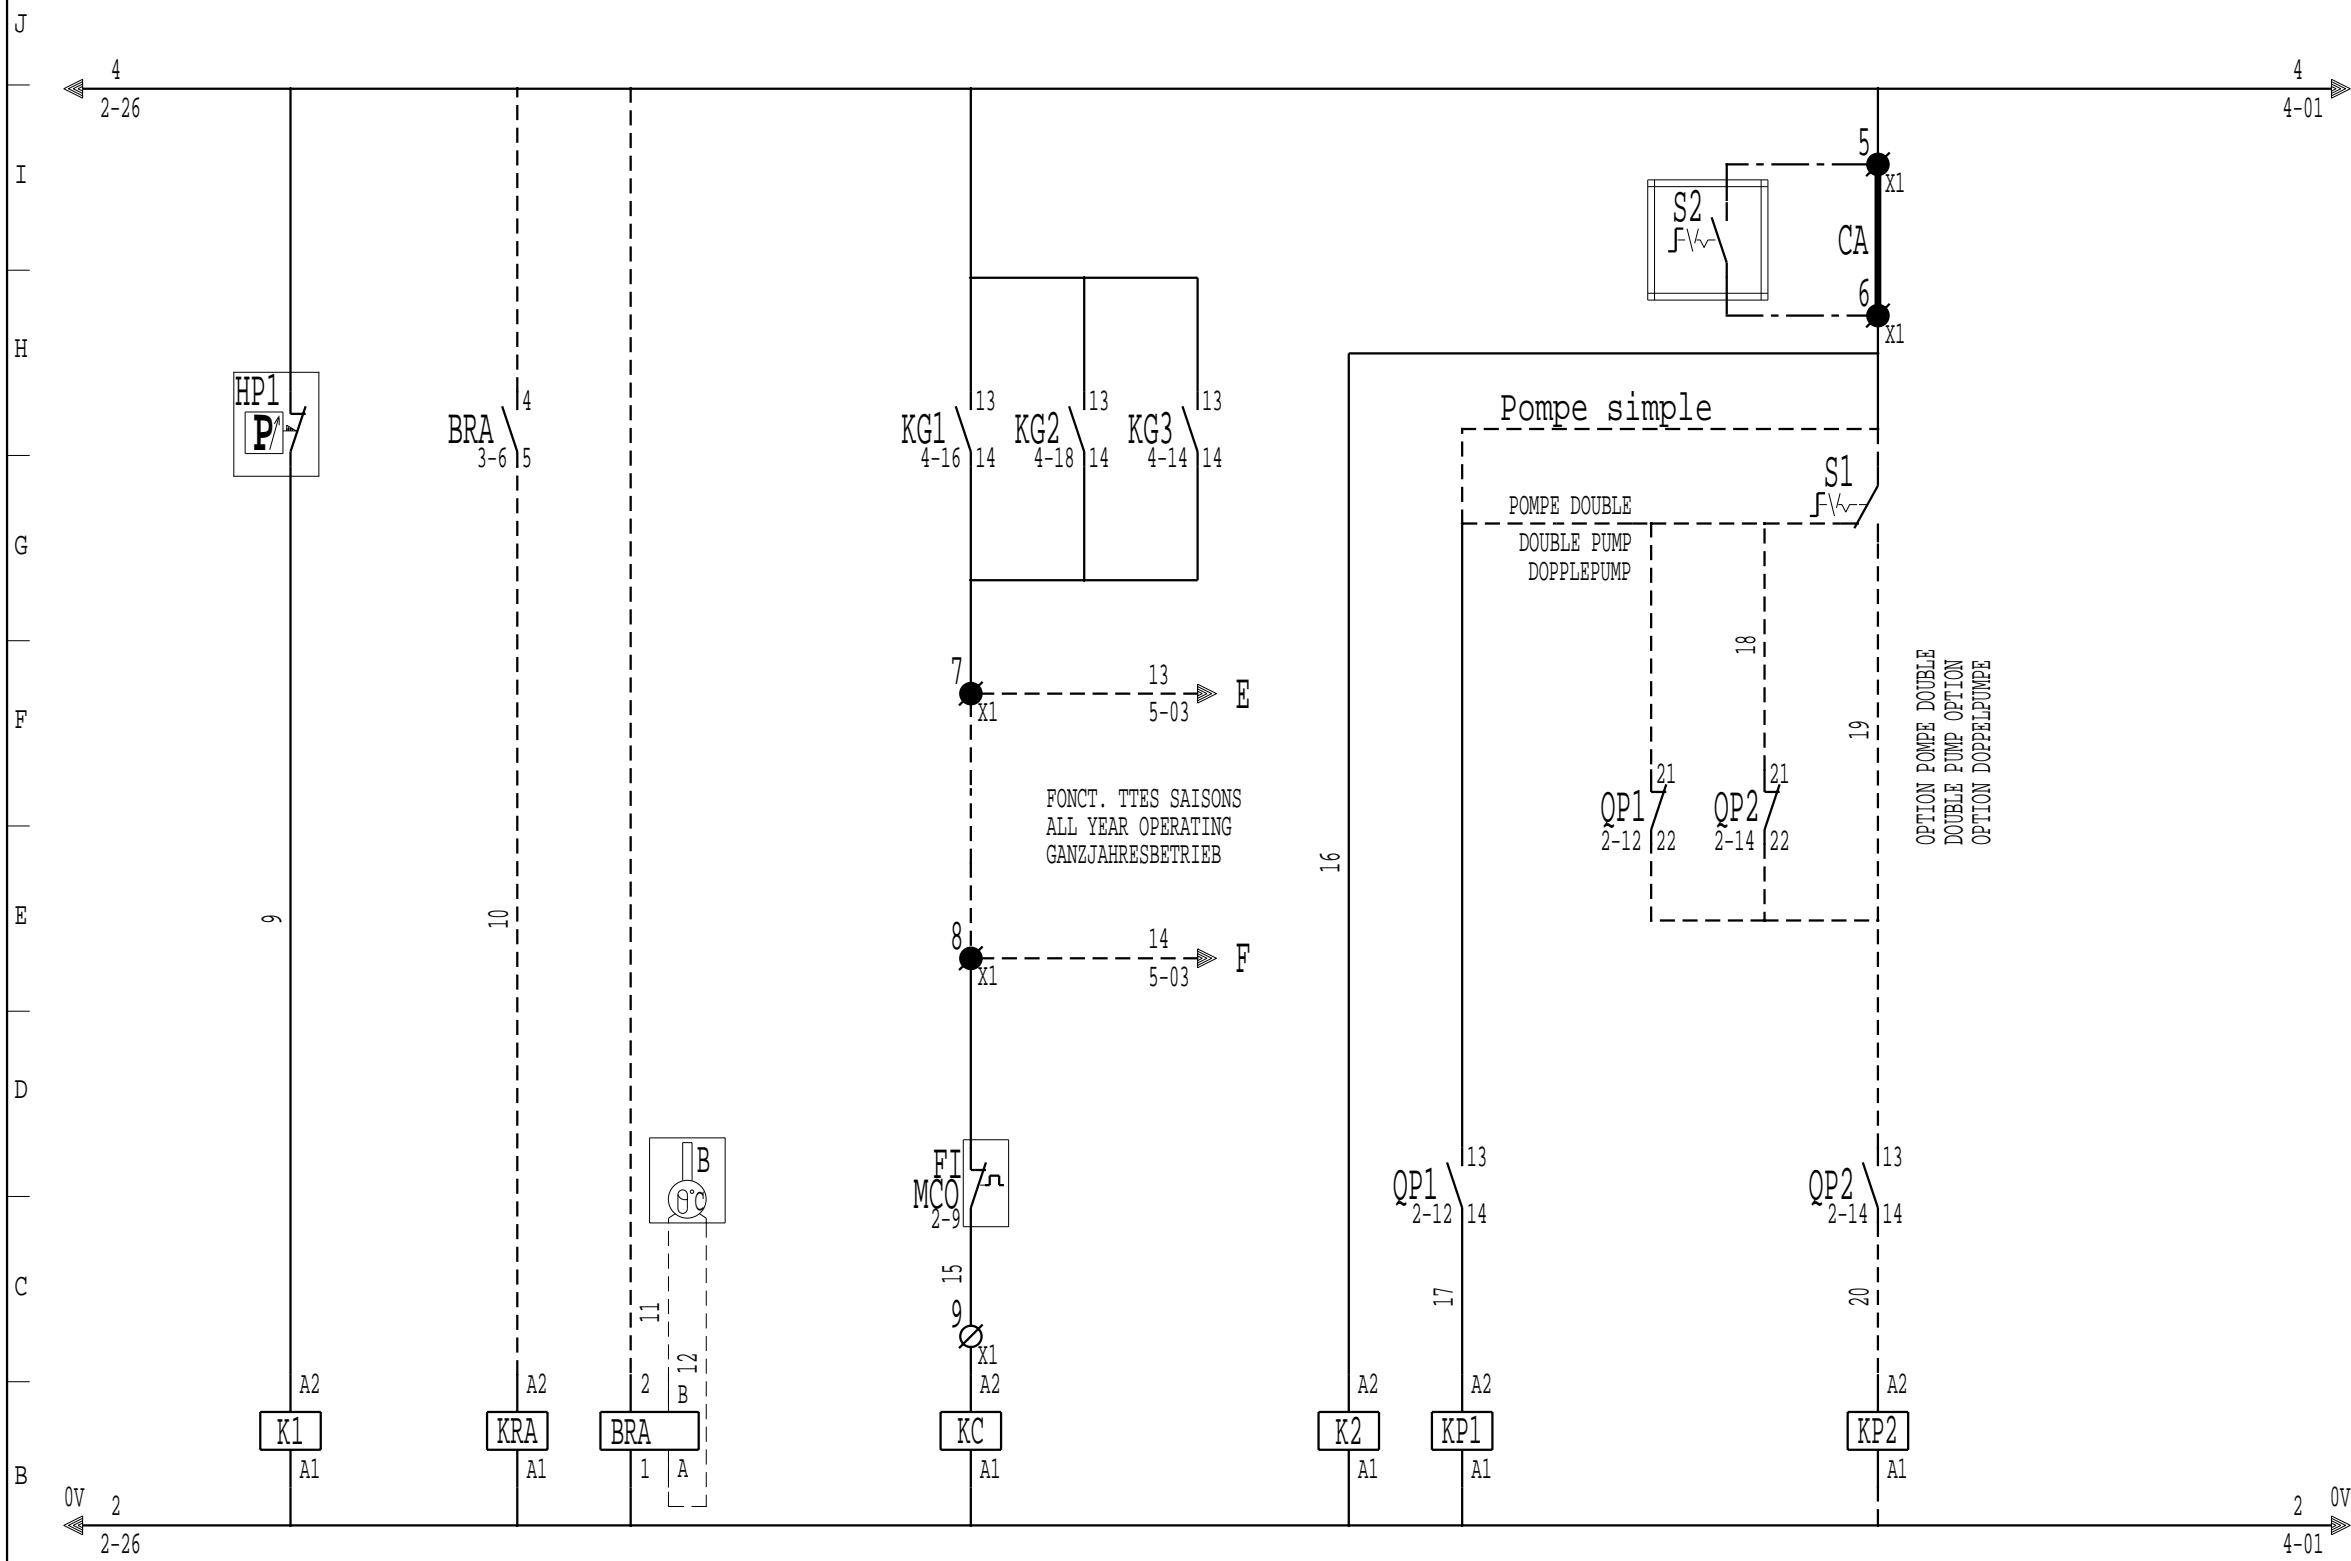 J
4
4
2-26
4-01
5
I
X1
S2
CA
6
X1
H
HP1
P
BRA
4
3-6
5
KG1
13
4-16
14
KG2
13
4-18
14
KG3
13
4-14
14
Pompe simple
S1
POMPE DOUBLE
DOUBLE PUMP
DOPPLEPUMP
G
18
7
X1
13
5-03
E
F
19
OPTION POMPE DOUBLE
DOUBLE PUMP OPTION
OPTION DOPPELPUMPE
QP1
21
2-12
22
QP2
21
2-14
22
FONCT. TTES SAISONS
ALL YEAR OPERATING
GANZJAHRESBETRIEB
16
E
9
10
8
X1
14
5-03
F
D
B
0°C
FI
MCO
2-9
QP1
13
2-12
14
QP2
13
2-14
14
C
11
12
15
9
X1
17
20
A2
A2
2
B
A2
A2
A2
A2
K1
KRA
BRA
KC
K2
KP1
KP2
A1
A1
1
A
A1
A1
A1
A1
B
0V
2
2
0V
2-26
4-01